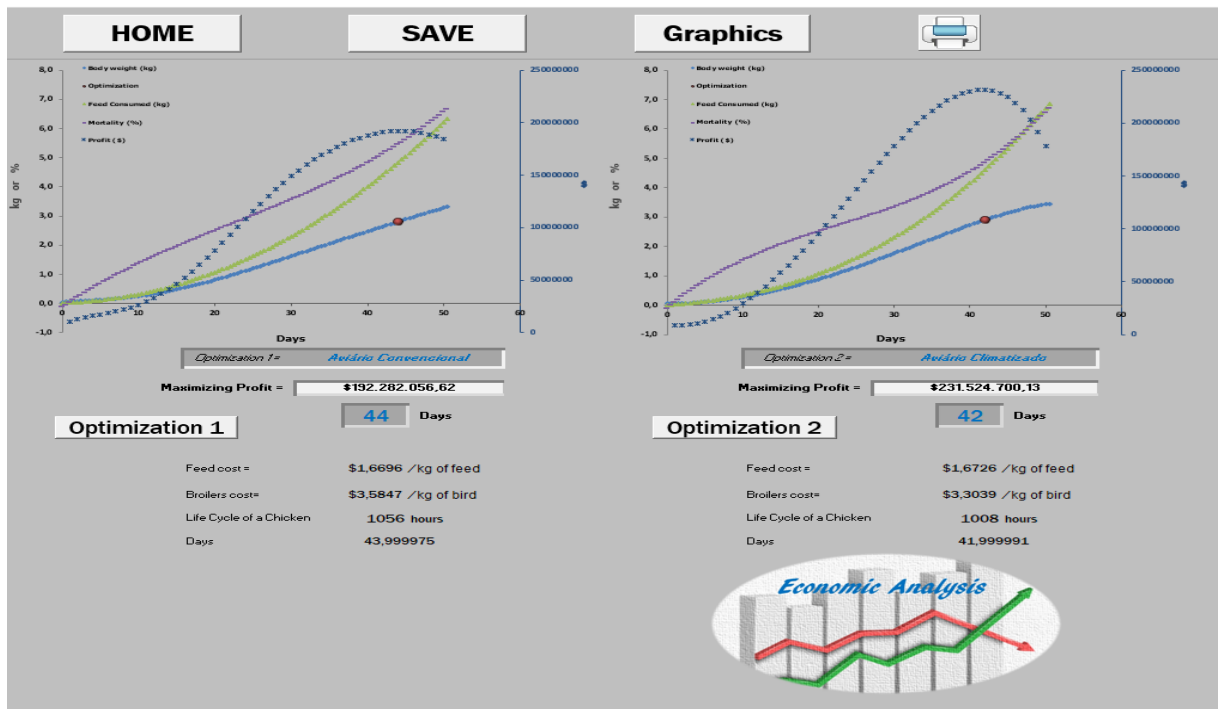 HOME SAVE Graphics
8,0
7,0
6,0
5,0
4,0
3,0
2,0
1,0
0,0
-1,0
kg or %
Body weight (kg)
Optimization
Feed Consumed (kg)
Mortality (%)
Profit ($)
250000000
200000000
150000000
100000000
50000000
0
$
0 10 20 30 40 50 60
Days
8,0
7,0
6,0
5,0
4,0
3,0
2,0
1,0
0,0
-1,0
kg or %
Body weight (kg)
Optimization
Feed Consumed (kg)
Mortality (%)
Profit ($)
250000000
200000000
150000000
100000000
50000000
0
$
0 10 20 30 40 50 60
Days
Optimization 1= Aviário Convencional
Maximizing Profit = $192.282.056,62
44 Days
Optimization 1
Feed cost = $1,6696 /kg of feed
Broilers cost= $3,5847 /kg of bird
Life Cycle of a Chicken 1056 hours
Days 43,999975
Optimization 2= Aviário Climatizado
Maximizing Profit = $231.524.700,13
42 Days
Optimization 2
Feed cost = $1,6726 /kg of feed
Broilers cost= $3,3039 /kg of bird
Life Cycle of a Chicken 1008 hours
Days 41,999991
Economic Analysis